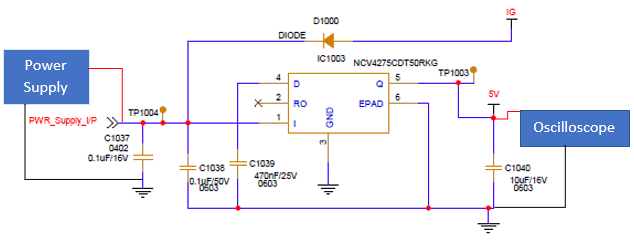 D1000
IG
DIODE
IC1003
NCV4275CDT50RKG
Power
Supply
4
D
Q
5
TP1003
2
RO
EPAD
6
5V
TP1004
PWR_Supply_I/P
1
I
GND
3
Oscilloscope
C1037
0402
0.1uF/16V
C1038
0.1uF/50V
0603
C1039
470nF/25V
0603
C1040
10uF/16V
0603